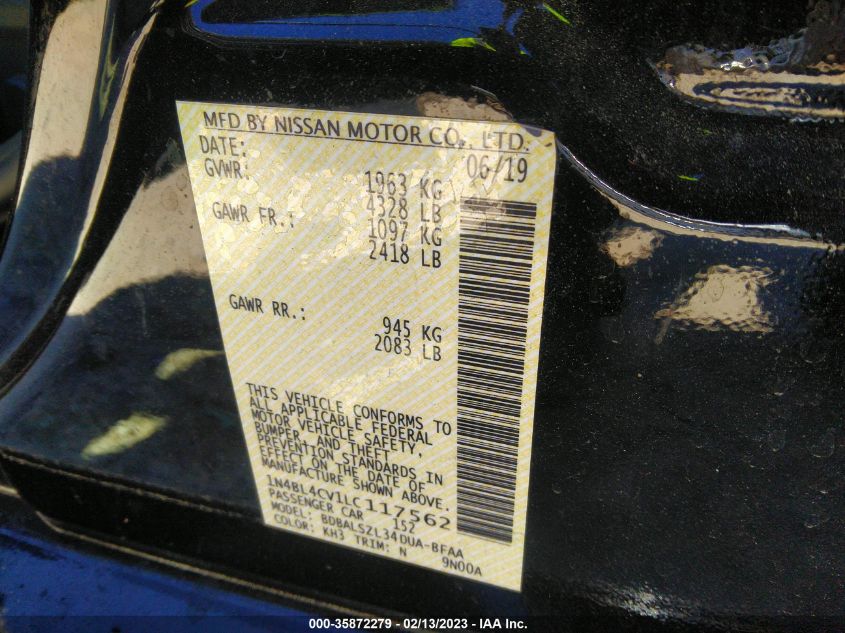 MFD BY NISSAN MOTOR CO., LTD.
DATE: 06/19
GVWR: 1963 KG
4328 LB
GAWR FR.: 1097 KG
2418 LB
GAWR RR.: 945 KG
2083 LB
THIS VEHICLE CONFORMS TO
ALL APPLICABLE FEDERAL
MOTOR VEHICLE SAFETY,
BUMPER, AND THEFT
PREVENTION STANDARDS IN
EFFECT ON THE DATE OF
MANUFACTURE SHOWN ABOVE.
1N4BL4CV1LC117562
PASSENGER CAR 152
MODEL: BDBALSZL34DUA-BFAA
COLOR: KH3 TRIM: N 9N00A
000-35872279 - 02/13/2023 - IAA Inc.